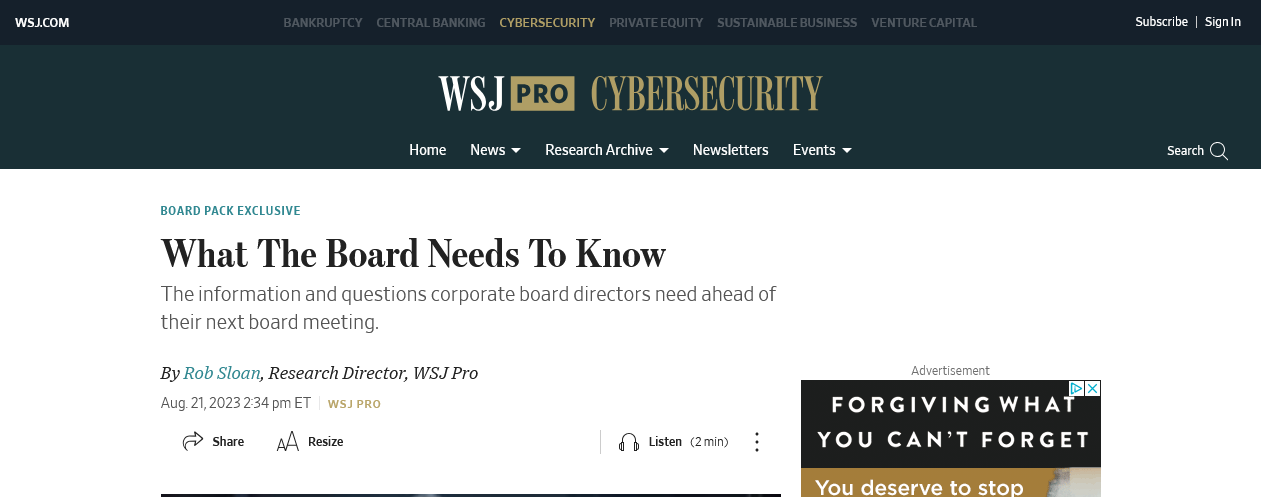 WSJ.COM BANKRUPTCY CENTRAL BANKING CYBERSECURITY PRIVATE EQUITY SUSTAINABLE BUSINESS VENTURE CAPITAL Subscribe | Sign In
WSJ PRO CYBERSECURITY
Home News Research Archive Newsletters Events Search
BOARD PACK EXCLUSIVE
What The Board Needs To Know
The information and questions corporate board directors need ahead of
their next board meeting.
By Rob Sloan, Research Director, WSJ Pro
Aug. 21, 2023 2:34 pm ET | WSJ PRO
Share Resize Listen (2 min)
Advertisement
FORGIVING WHAT
YOU CAN'T FORGET
You deserve to stop